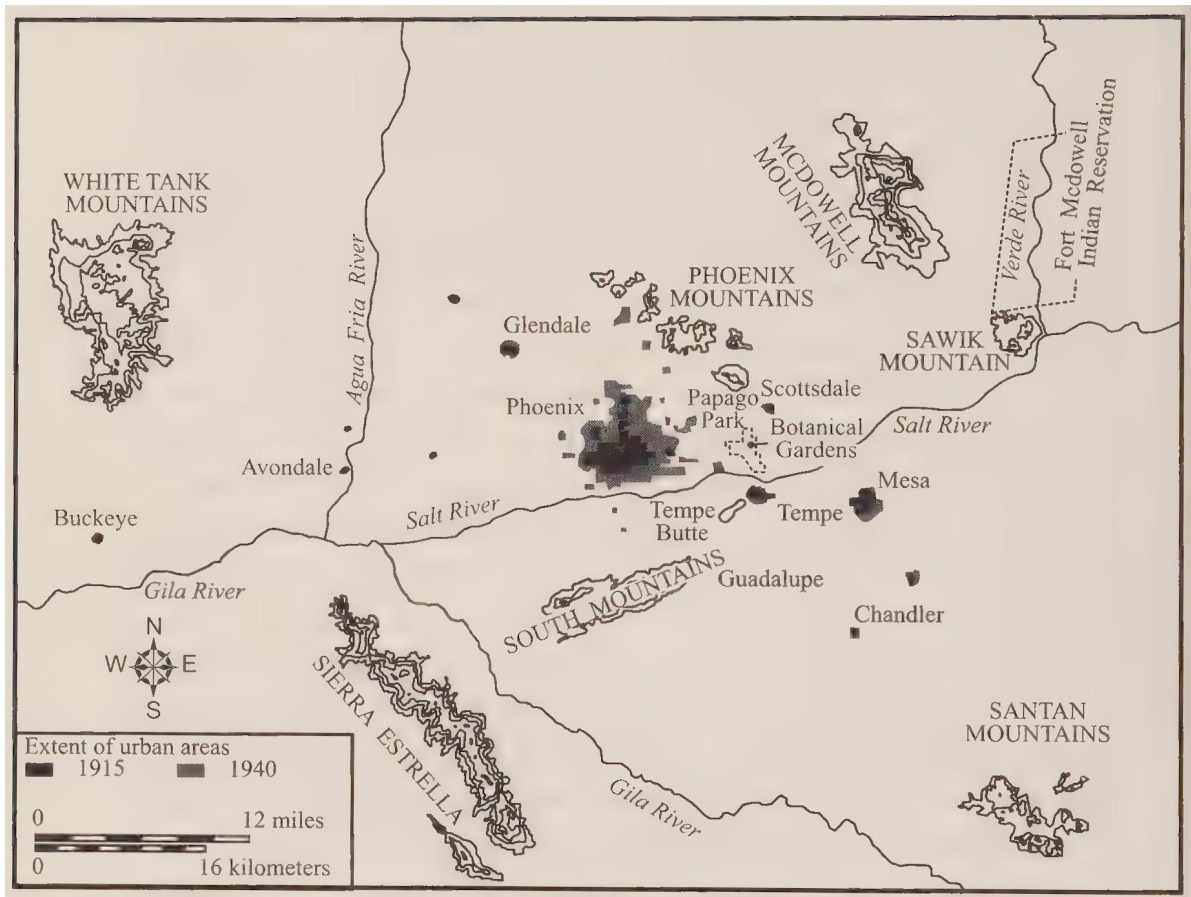 WHITE TANK
MOUNTAINS
Agua Fria River
MCDOWELL
MOUNTAINS
Verde River
Fort Mcdowell
Indian Reservation
PHOENIX
MOUNTAINS
Glendale
SAWIK
MOUNTAIN
Phoenix
Papago
Park
Scottsdale
Botanical
Gardens
Salt River
Avondale
Buckeye
Salt River
Mesa
Tempe
Butte
Tempe
Gila River
SOUTH MOUNTAINS
Guadalupe
Chandler
N
W E
S
SIERRA ESTRELLA
SANTAN
MOUNTAINS
Gila River
Extent of urban areas
1915 1940
0 12 miles
0 16 kilometers